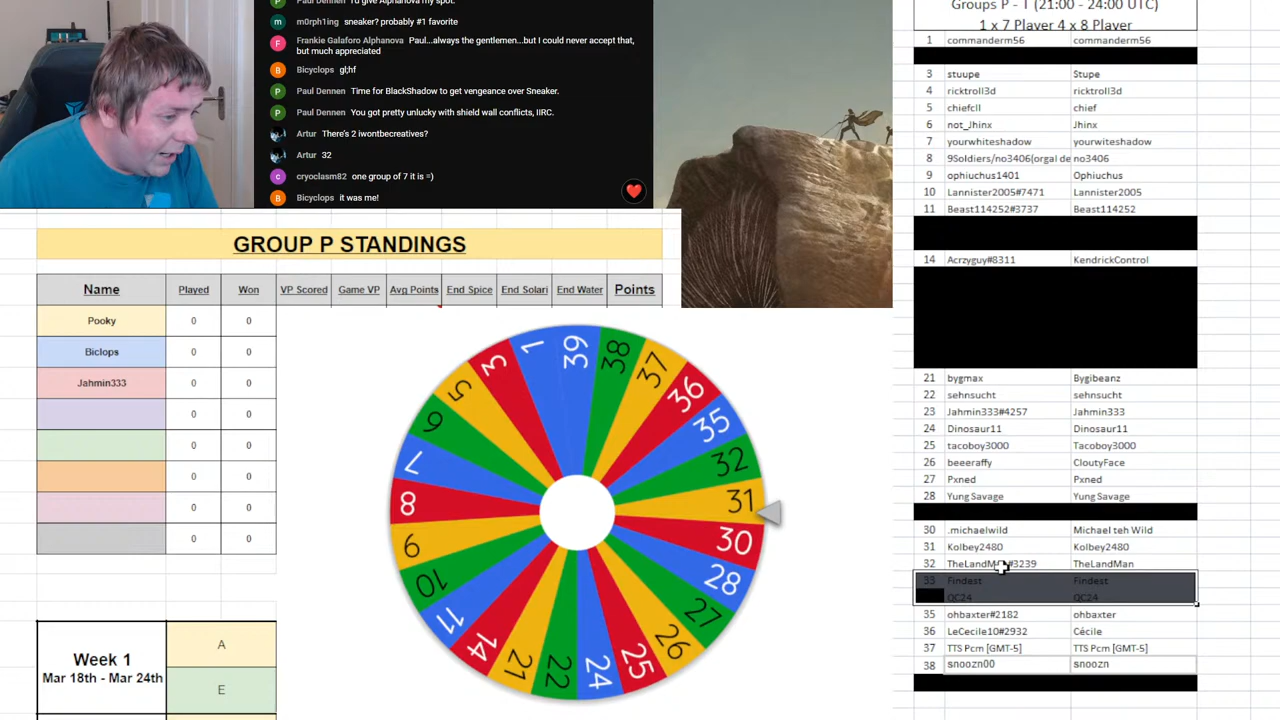 Paul Dennen I'd give Alphanova my spot.
m0rph1ing sneaker? probably #1 favorite
Frankie Galaforo Alphanova Paul...always the gentlemen...but I could never accept that,
but much appreciated
Bicyclops gl;hf
Paul Dennen Time for BlackShadow to get vengeance over Sneaker.
Paul Dennen You got pretty unlucky with shield wall conflicts, IIRC.
Artur There's 2 iwontbecreatives?
Artur 32
cryoclasm82 one group of 7 it is =)
Bicyclops it was me!
GROUP P STANDINGS
Name Played Won VP Scored Game VP Avg Points End Spice End Solari End Water Points
Pooky 0 0
Biclops 0 0
Jahmin333 0 0
0 0
0 0
0 0
0 0
0 0
Week 1
Mar 18th - Mar 24th
A
E
39
38
37
36
35
32
31
30
28
27
26
25
24
22
21
14
11
10
9
8
7
6
5
3
1
Groups P - T (21:00 - 24:00 UTC)
1 x 7 Player 4 x 8 Player
1 commanderm56 commanderm56
3 stuupe Stupe
4 ricktroll3d ricktroll3d
5 chiefcll chief
6 not_Jhinx Jhinx
7 yourwhiteshadow yourwiteshadow
8 9Soldiers/no3406(orgal de no3406
9 ophiuchus1401 Ophiuchus
10 Lannister2005#7471 Lannister2005
11 Beast114252#3737 Beast114252
14 Acrzyguy#8311 KendrickControl
21 bygmax Bygibeanz
22 sehnsucht sehnsucht
23 Jahmin333#4257 Jahmin333
24 Dinosaur11 Dinosaur11
25 tacoboy3000 Tacoboy3000
26 beeeraffy CloutyFace
27 Pxned Pxned
28 Yung Savage Yung Savage
30 .michaelwild Michael teh Wild
31 Kolbey2480 Kolbey2480
32 TheLandM #3239 TheLandMan
33 Findest Findest
QC24 QC24
35 ohbaxter#2182 ohbaxter
36 LeCecile10#2932 Cécile
37 TTS Pcm [GMT-5] TTS Pcm [GMT-5]
38 snoozn00 snoozn